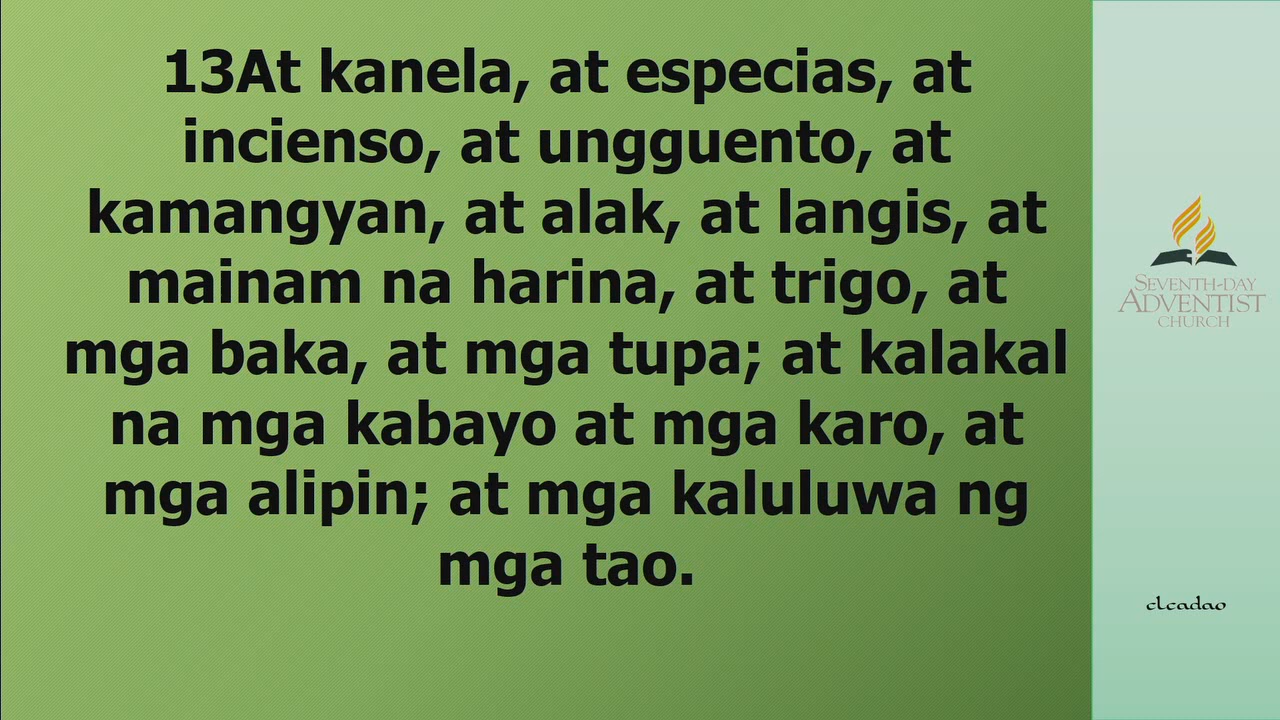 13At kanela, at especias, at
incienso, at ungguento, at
kamangyan, at alak, at langis, at
mainam na harina, at trigo, at
mga baka, at mga tupa; at kalakal
na mga kabayo at mga karo, at
mga alipin; at mga kaluluwa ng
mga tao.
SEVENTH-DAY
ADVENTIST
CHURCH
clcadao